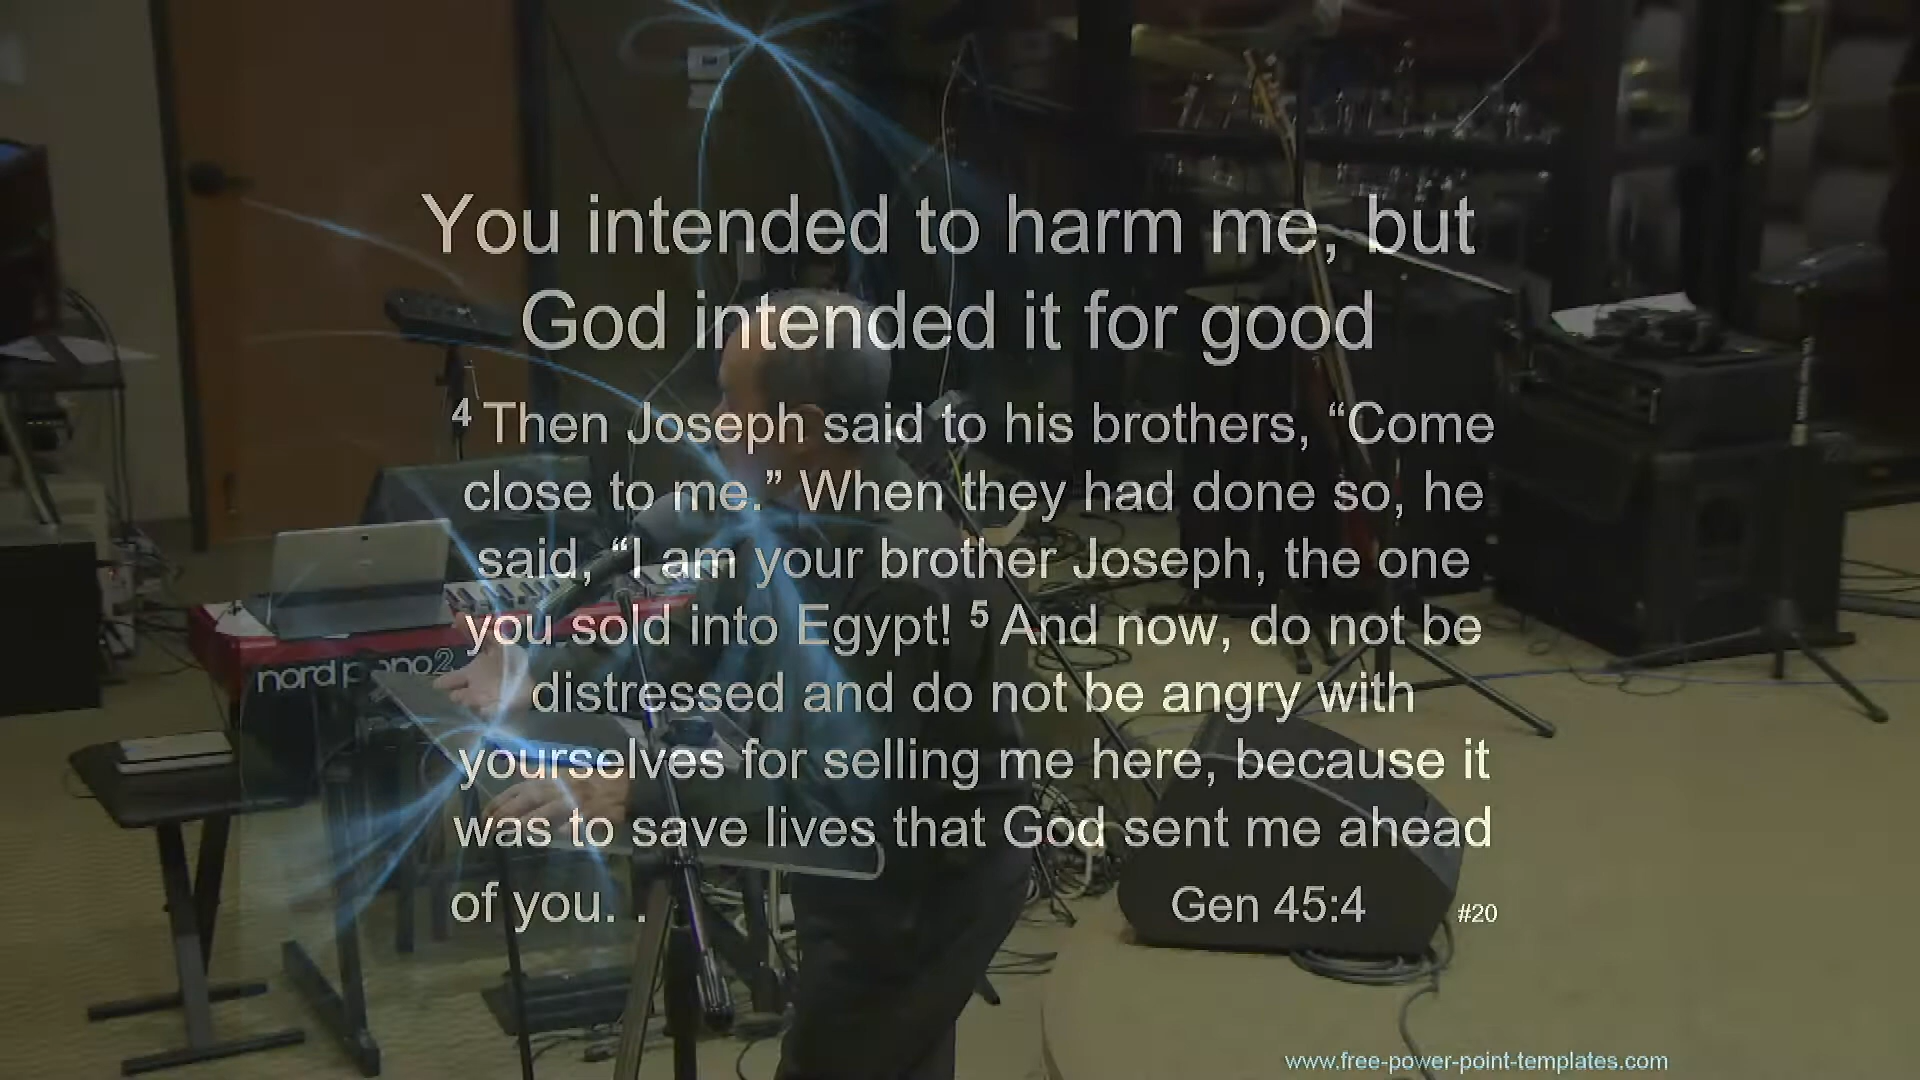 You intended to harm me, but
God intended it for good
4 Then Joseph said to his brothers, “Come
close to me.” When they had done so, he
said, “I am your brother Joseph, the one
you sold into Egypt! 5 And now, do not be
distressed and do not be angry with
yourselves for selling me here, because it
was to save lives that God sent me ahead
of you. . Gen 45:4 #20
nord piano2
www.free-power-point-templates.com